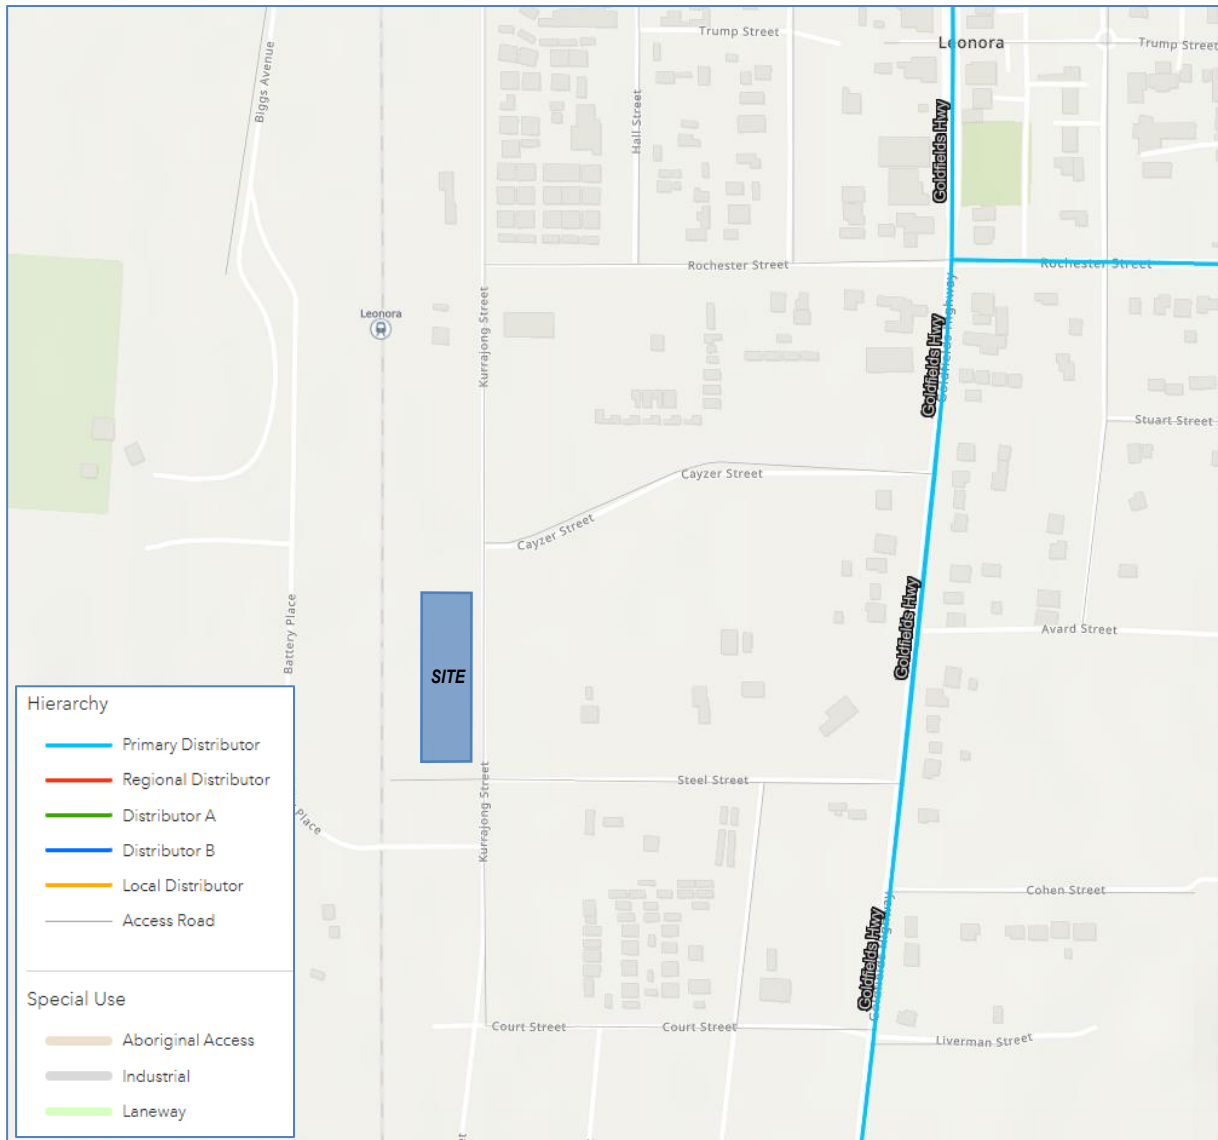 Trump Street
Leonora
Trump Street
Biggs Avenue
Hall Street
Goldfields Hwy
Rochester Street
Rochester Street
Leonora
Kurrajong Street
Goldfields Highway
Goldfields Hwy
Stuart Street
Cayzer Street
Cayzer Street
Battery Place
Goldfields Hwy
Avard Street
SITE
Hierarchy
Primary Distributor
Regional Distributor
Distributor A
Distributor B
Local Distributor
Access Road
Special Use
Aboriginal Access
Industrial
Laneway
Steel Street
Place
Kurrajong Street
Cohen Street
Goldfields Hwy
Court Street
Court Street
Liverman Street